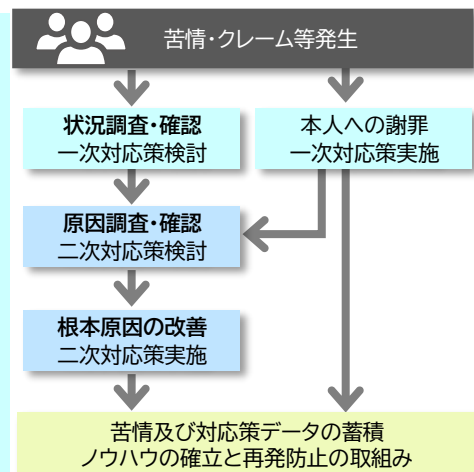 苦情・クレーム等発生
状況調査・確認
一次対応策検討
本人への謝罪
一次対応策実施
原因調査・確認
二次対応策検討
根本原因の改善
二次対応策実施
苦情及び対応策データの蓄積
ノウハウの確立と再発防止の取組み